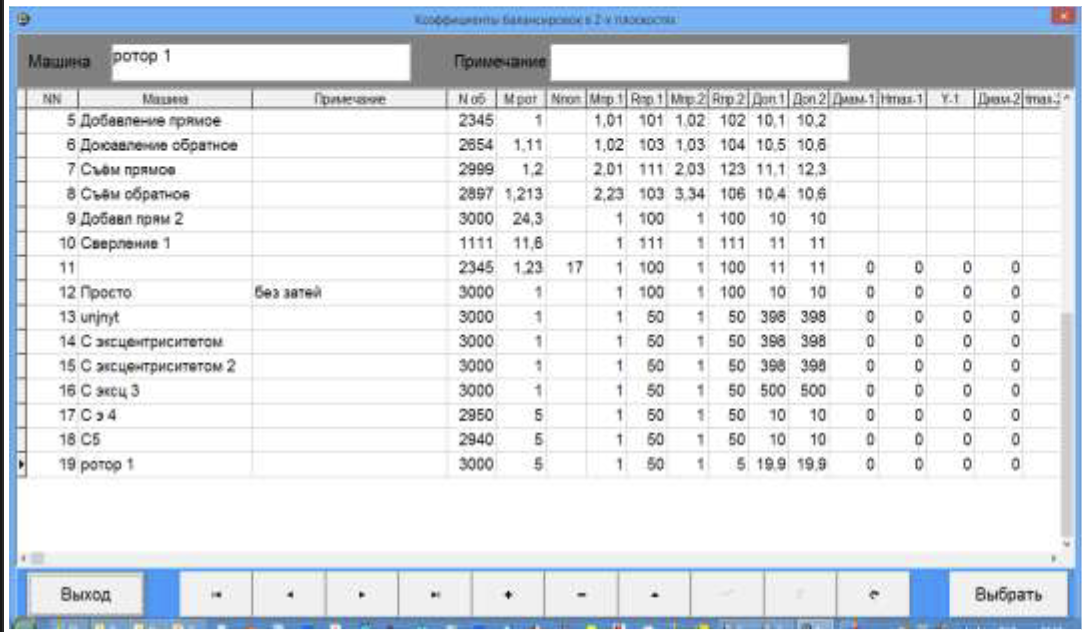 Коэффициенты балансировок в 2-х плоскостях
Машина ротор 1 Примечание
NN Машина Примечание N об М рот Nпоп Мпр.1 Rпр.1 Мпр.2 Rпр.2 Доп.1 Доп.2 Диам-1 Hmax-1 Y-1 Диам-2
5 Добавление прямое 2345 1 1,01 101 1,02 102 10,1 10,2
6 Докавление обратное 2654 1,11 1,02 103 1,03 104 10,5 10,6
7 Съём прямое 2999 1,2 2,01 111 2,03 123 11,1 12,3
8 Съём обратное 2897 1,213 2,23 103 3,34 106 10,4 10,6
9 Добавл прям 2 3000 24,3 1 100 1 100 10 10
10 Сверление 1 1111 11,6 1 111 1 111 11 11
11 2345 1,23 17 1 100 1 100 11 11 0 0 0 0
12 Просто без затей 3000 1 1 100 1 100 10 10 0 0 0 0
13 unjnyt 3000 1 1 50 1 50 398 398 0 0 0 0
14 С эксцентриситетом 3000 1 1 50 1 50 398 398 0 0 0 0
15 С эксцентриситетом 2 3000 1 1 50 1 50 398 398 0 0 0 0
16 С эксц 3 3000 1 1 50 1 50 500 500 0 0 0 0
17 С э 4 2950 5 1 50 1 50 10 10 0 0 0 0
18 С5 2940 5 1 50 1 50 10 10 0 0 0 0
19 ротор 1 3000 5 1 50 1 5 19,9 19,9 0 0 0 0
Выход Выбрать